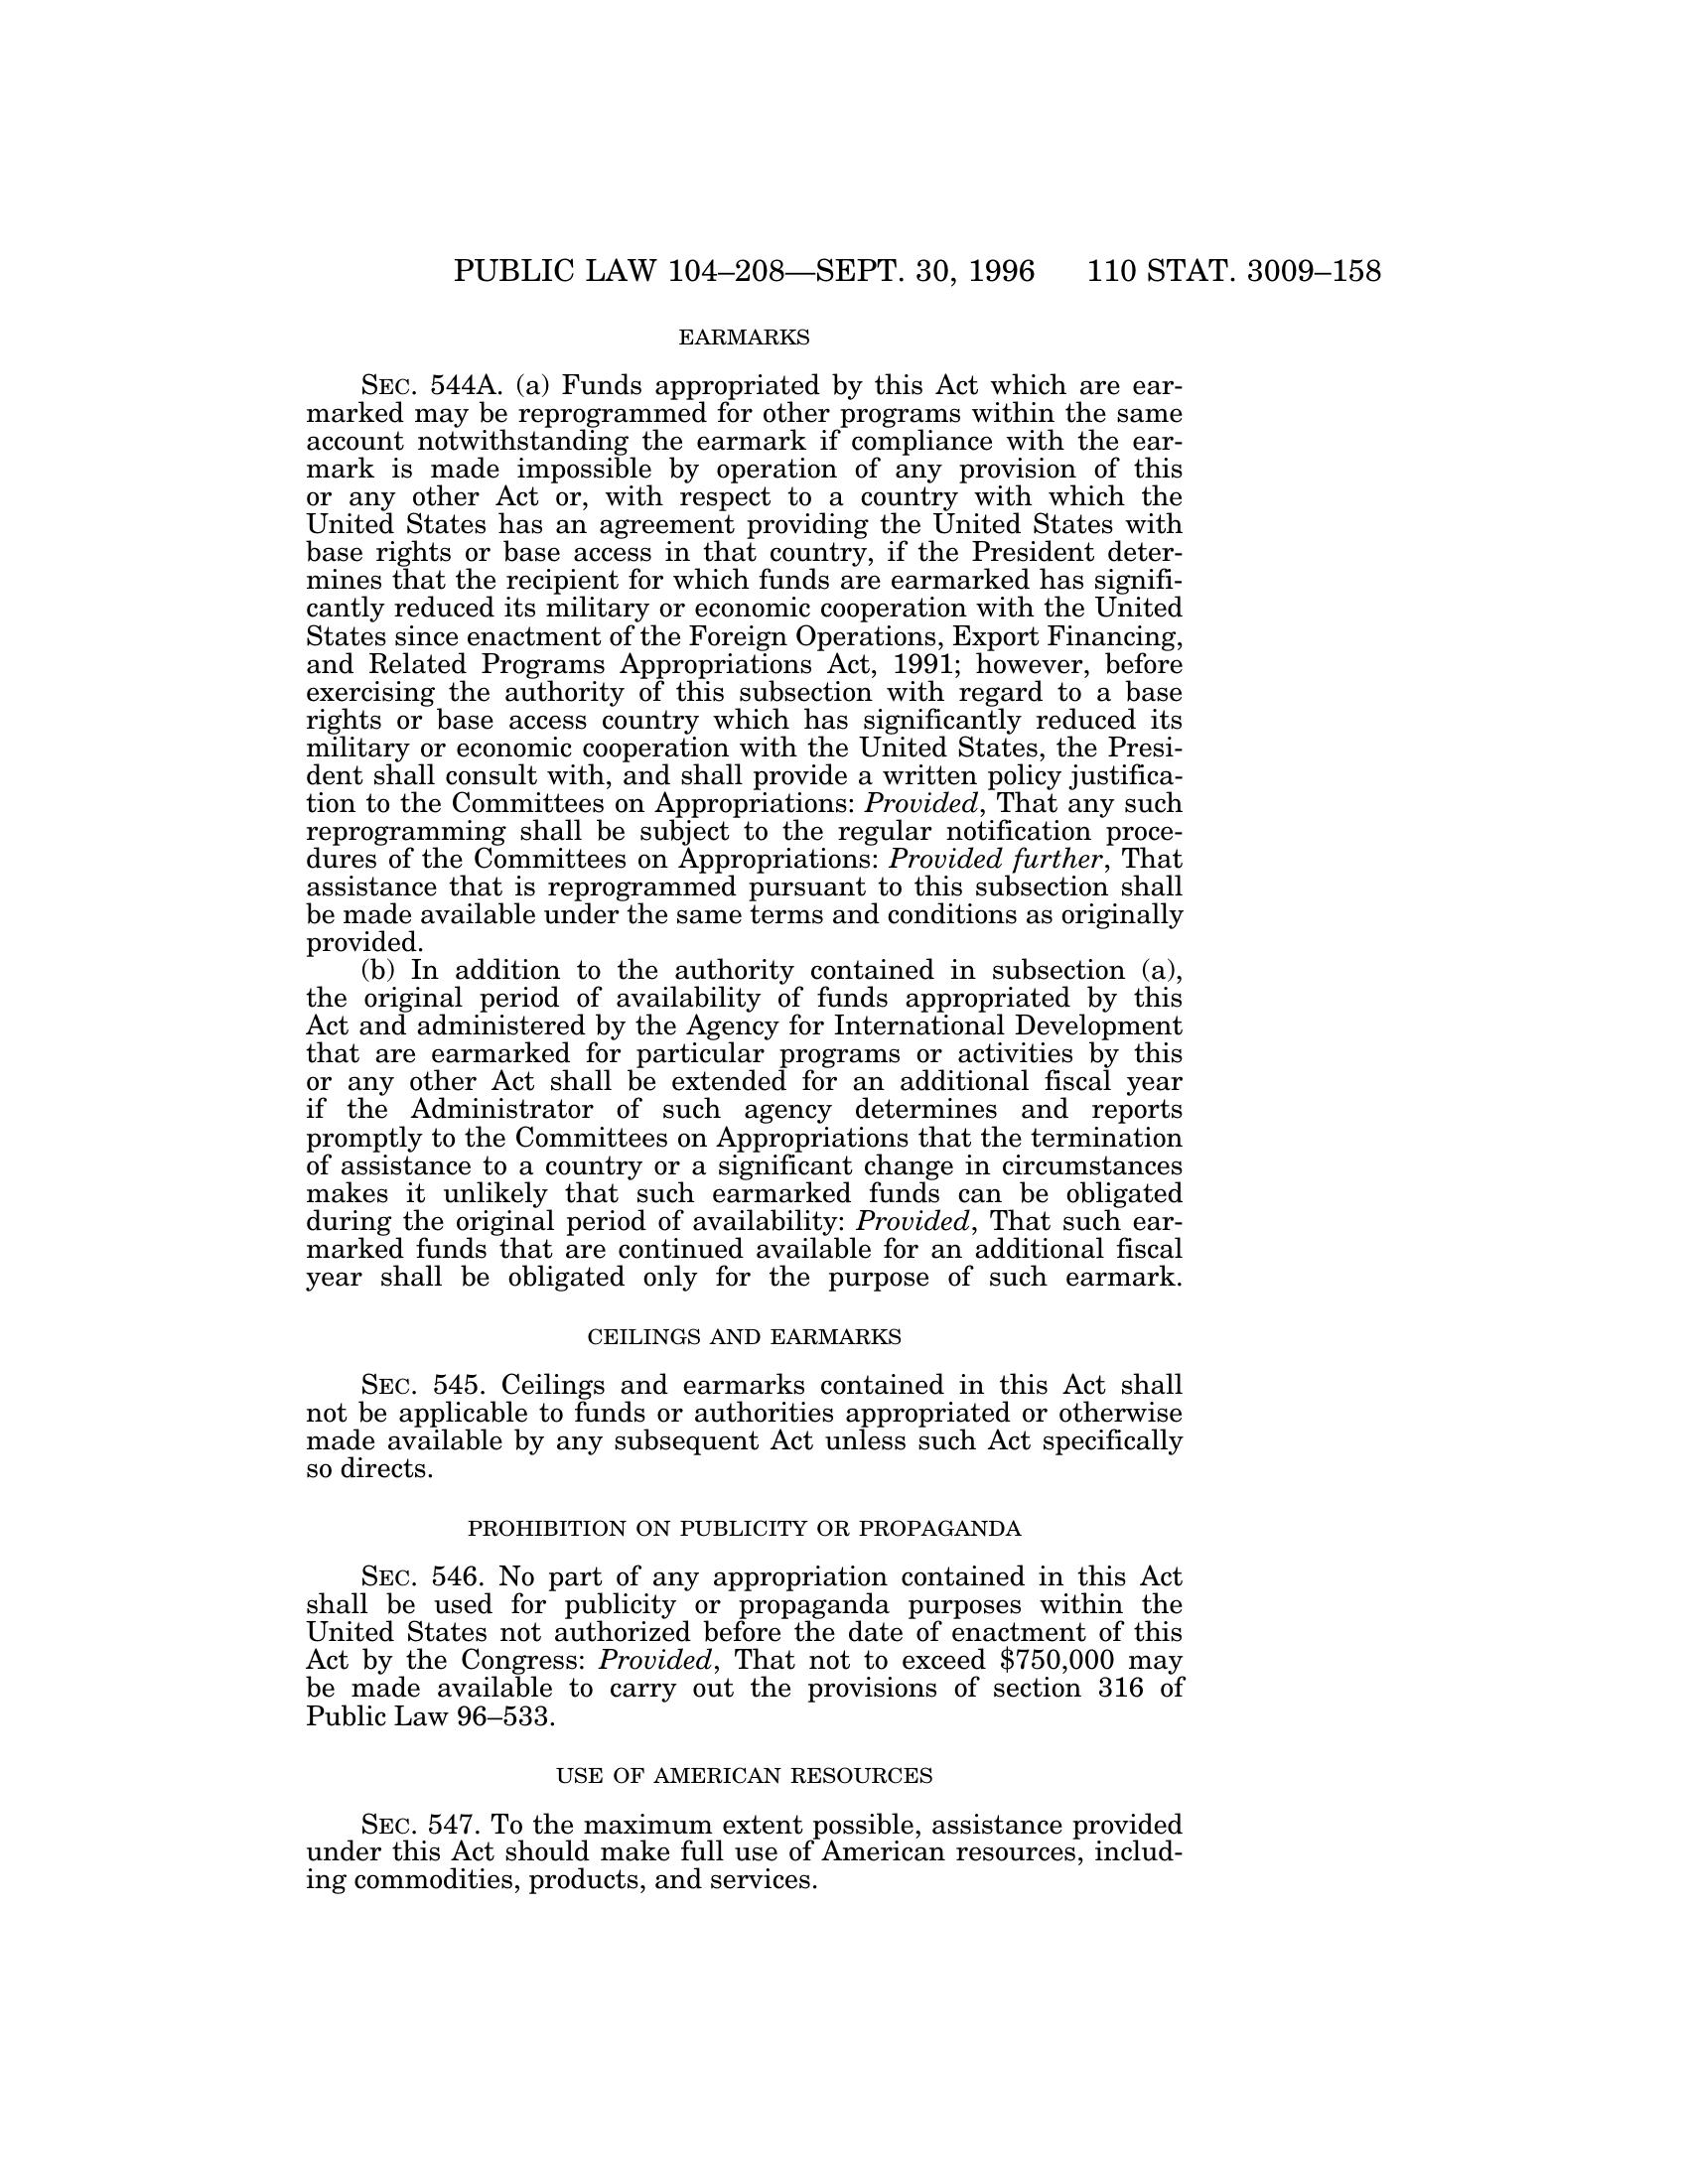 PUBLIC LAW 104–208—SEPT. 30, 1996 110 STAT. 3009–158
EARMARKS
SEC. 544A. (a) Funds appropriated by this Act which are ear-
marked may be reprogrammed for other programs within the same
account notwithstanding the earmark if compliance with the ear-
mark is made impossible by operation of any provision of this
or any other Act or, with respect to a country with which the
United States has an agreement providing the United States with
base rights or base access in that country, if the President deter-
mines that the recipient for which funds are earmarked has signifi-
cantly reduced its military or economic cooperation with the United
States since enactment of the Foreign Operations, Export Financing,
and Related Programs Appropriations Act, 1991; however, before
exercising the authority of this subsection with regard to a base
rights or base access country which has significantly reduced its
military or economic cooperation with the United States, the Presi-
dent shall consult with, and shall provide a written policy justifica-
tion to the Committees on Appropriations: Provided, That any such
reprogramming shall be subject to the regular notification proce-
dures of the Committees on Appropriations: Provided further, That
assistance that is reprogrammed pursuant to this subsection shall
be made available under the same terms and conditions as originally
provided.
(b) In addition to the authority contained in subsection (a),
the original period of availability of funds appropriated by this
Act and administered by the Agency for International Development
that are earmarked for particular programs or activities by this
or any other Act shall be extended for an additional fiscal year
if the Administrator of such agency determines and reports
promptly to the Committees on Appropriations that the termination
of assistance to a country or a significant change in circumstances
makes it unlikely that such earmarked funds can be obligated
during the original period of availability: Provided, That such ear-
marked funds that are continued available for an additional fiscal
year shall be obligated only for the purpose of such earmark.
CEILINGS AND EARMARKS
SEC. 545. Ceilings and earmarks contained in this Act shall
not be applicable to funds or authorities appropriated or otherwise
made available by any subsequent Act unless such Act specifically
so directs.
PROHIBITION ON PUBLICITY OR PROPAGANDA
SEC. 546. No part of any appropriation contained in this Act
shall be used for publicity or propaganda purposes within the
United States not authorized before the date of enactment of this
Act by the Congress: Provided, That not to exceed $750,000 may
be made available to carry out the provisions of section 316 of
Public Law 96–533.
USE OF AMERICAN RESOURCES
SEC. 547. To the maximum extent possible, assistance provided
under this Act should make full use of American resources, includ-
ing commodities, products, and services.